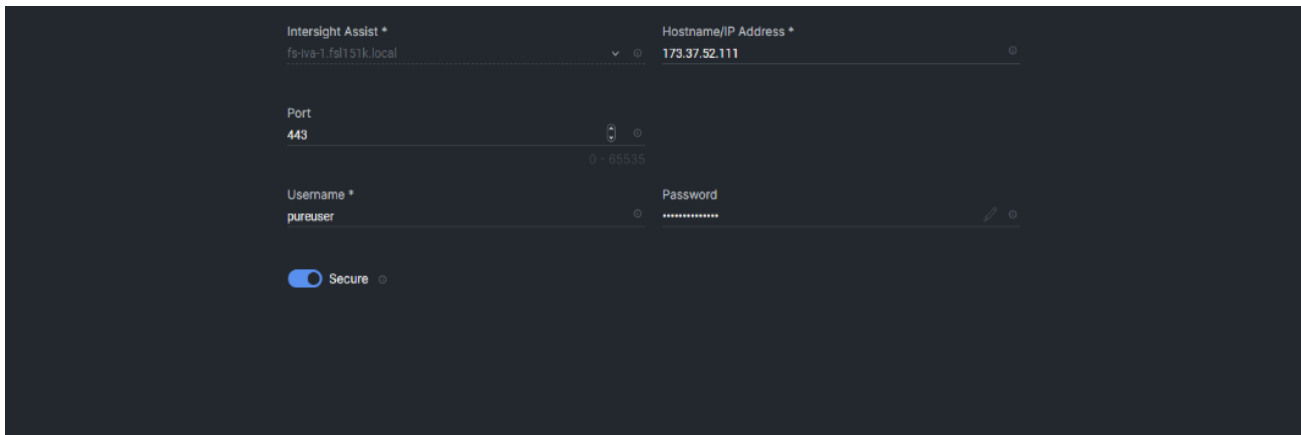 Intersight Assist *
Hostname/IP Address *
fs-iva-1.fsl151k.local
173.37.52.111
Port
443
0 - 65535
Username *
Password
pureuser
••••••••••••••
Secure